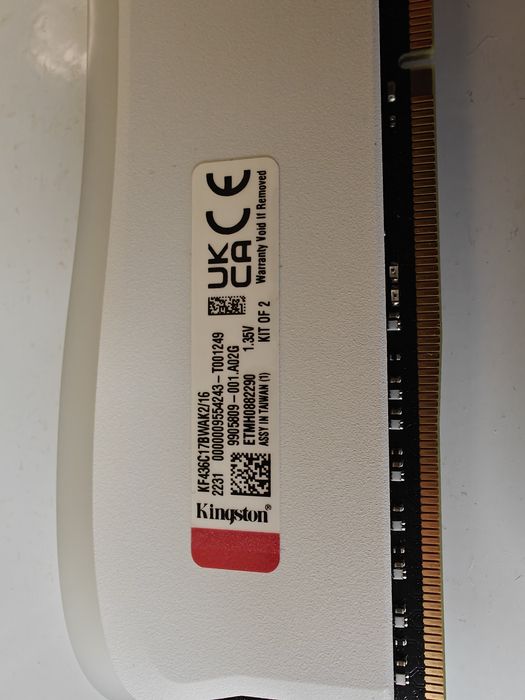 KF436C17BWAK2/16
2231 0000009554243-T001249
9905809-001.A02G
ETMH0882290 1.35V
ASSY IN TAIWAN (1) KIT OF 2
Kingston®
UK
CA
CE
Warranty Void If Removed